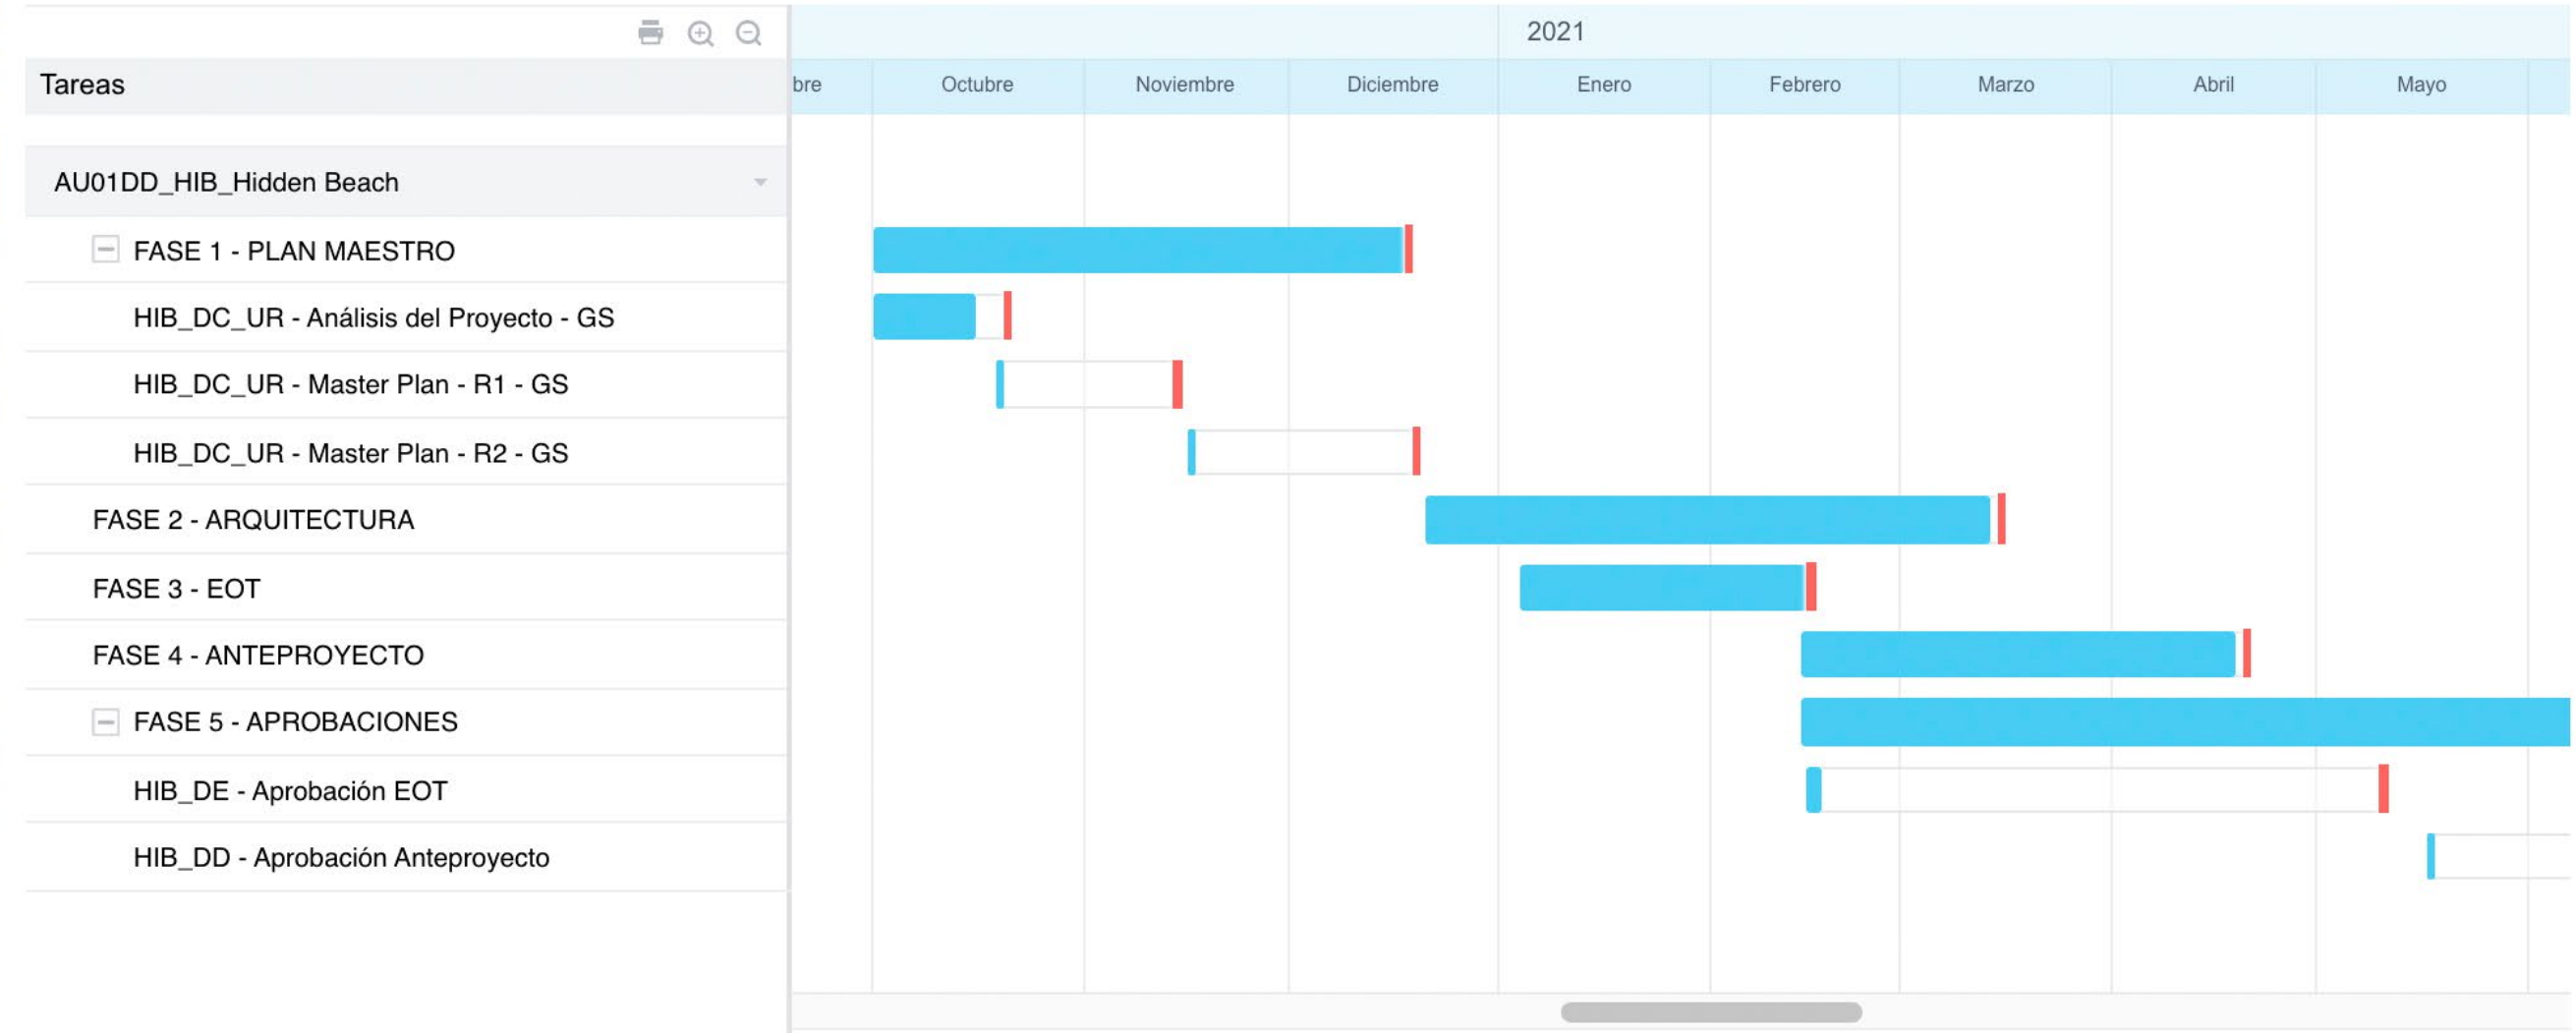 2021
Tareas
bre Octubre Noviembre Diciembre Enero Febrero Marzo Abril Mayo
AU01DD_HIB_Hidden Beach
FASE 1 - PLAN MAESTRO
HIB_DC_UR - Análisis del Proyecto - GS
HIB_DC_UR - Master Plan - R1 - GS
HIB_DC_UR - Master Plan - R2 - GS
FASE 2 - ARQUITECTURA
FASE 3 - EOT
FASE 4 - ANTEPROYECTO
FASE 5 - APROBACIONES
HIB_DE - Aprobación EOT
HIB_DD - Aprobación Anteproyecto